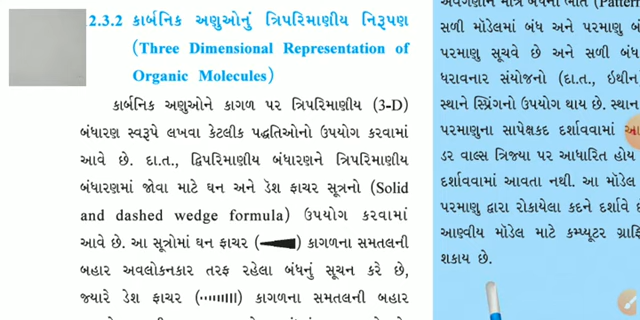 2.3.2 કાર્બનિક અણુઓનું ત્રિપરિમાણીય નિરૂપણ
(Three Dimensional Representation of
Organic Molecules)
કાર્બનિક અણુઓને કાગળ પર ત્રિપરિમાણીય (3-D)
બંધારણ સ્વરૂપે લખવા કેટલીક પદ્ધતિઓનો ઉપયોગ કરવામાં
આવે છે. દા.ત., દ્વિપરિમાણીય બંધારણને ત્રિપરિમાણીય
બંધારણમાં જોવા માટે ઘન અને ડૅશ ફાચર સૂત્રનો (Solid
and dashed wedge formula) ઉપયોગ કરવામાં
આવે છે. આ સૂત્રોમાં ઘન ફાચર () કાગળના સમતલની
બહાર અવલોકનકાર તરફ રહેલા બંધનું સૂચન કરે છે,
જ્યારે ડૅશ ફાચર () કાગળના સમતલની બહાર
માત્ર બંધની ભાત (Pattern
સળી મૉડેલમાં બંધ અને પરમાણુ બં
પરમાણુ સૂચવે છે અને સળી બંધ
ધરાવનાર સંયોજનો (દા.ત., ઇથીન
સ્થાને સ્પ્રિંગનો ઉપયોગ થાય છે. સ્થાન
પરમાણુના સાપેક્ષકદ દર્શાવવામાં આ
ડર વાલ્સ ત્રિજ્યા પર આધારિત હોય
દર્શાવવામાં આવતા નથી. આ મૉડેલ
પરમાણુ દ્વારા રોકાયેલા કદને દર્શાવે છે
આણ્વીય મૉડેલ માટે કમ્પ્યૂટર ગ્રાફિ
શકાય છે.